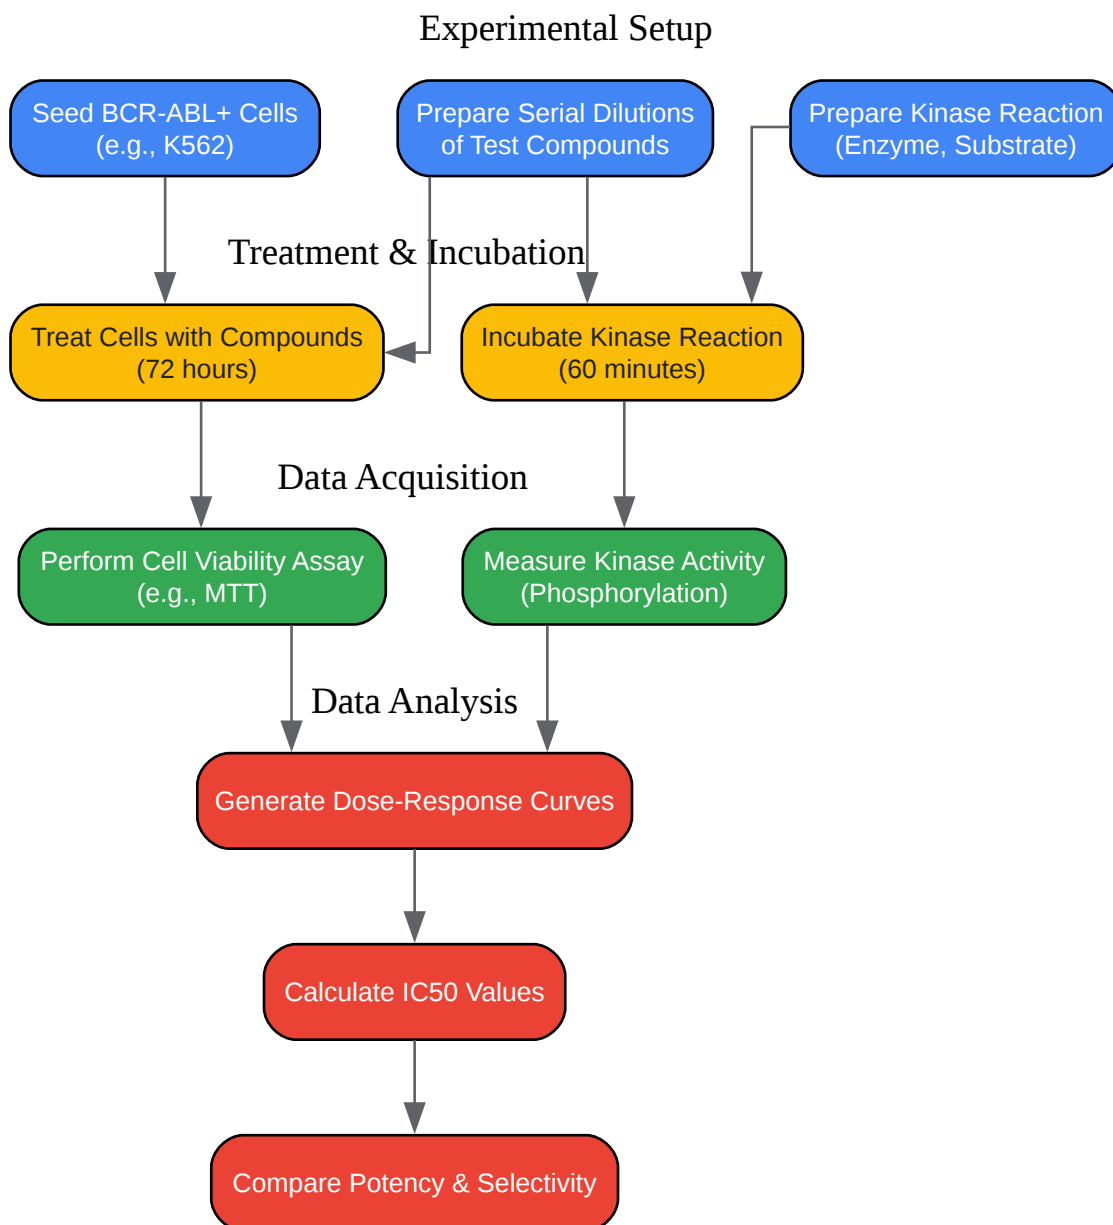 Experimental Setup
Seed BCR-ABL+ Cells
(e.g., K562)
Prepare Serial Dilutions
of Test Compounds
Prepare Kinase Reaction
(Enzyme, Substrate)
Treatment & Incubation
Treat Cells with Compounds
(72 hours)
Incubate Kinase Reaction
(60 minutes)
Data Acquisition
Perform Cell Viability Assay
(e.g., MTT)
Measure Kinase Activity
(Phosphorylation)
Data Analysis
Generate Dose-Response Curves
Calculate IC50 Values
Compare Potency & Selectivity